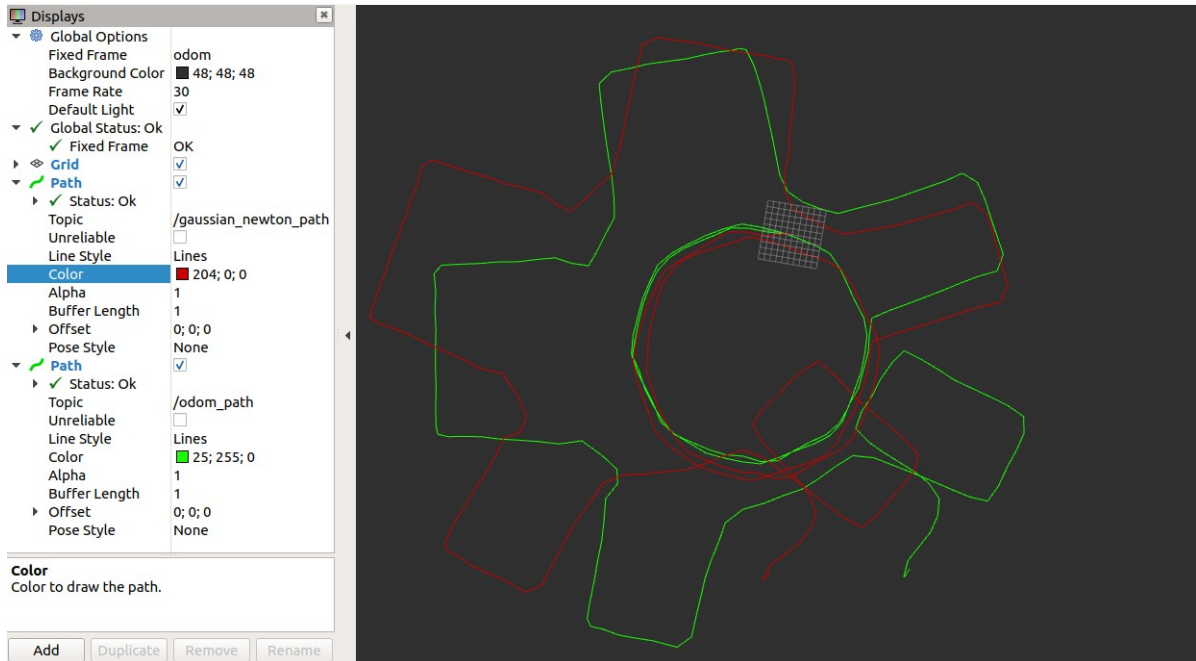 Displays
Global Options
Fixed Frame odom
Background Color 48; 48; 48
Frame Rate 30
Default Light
Global Status: Ok
Fixed Frame OK
Grid
Path
Status: Ok
Topic /gaussian_newton_path
Unreliable
Line Style Lines
Color 204; 0; 0
Alpha 1
Buffer Length 1
Offset 0; 0; 0
Pose Style None
Path
Status: Ok
Topic /odom_path
Unreliable
Line Style Lines
Color 25; 255; 0
Alpha 1
Buffer Length 1
Offset 0; 0; 0
Pose Style None
Color
Color to draw the path.
Add Duplicate Remove Rename